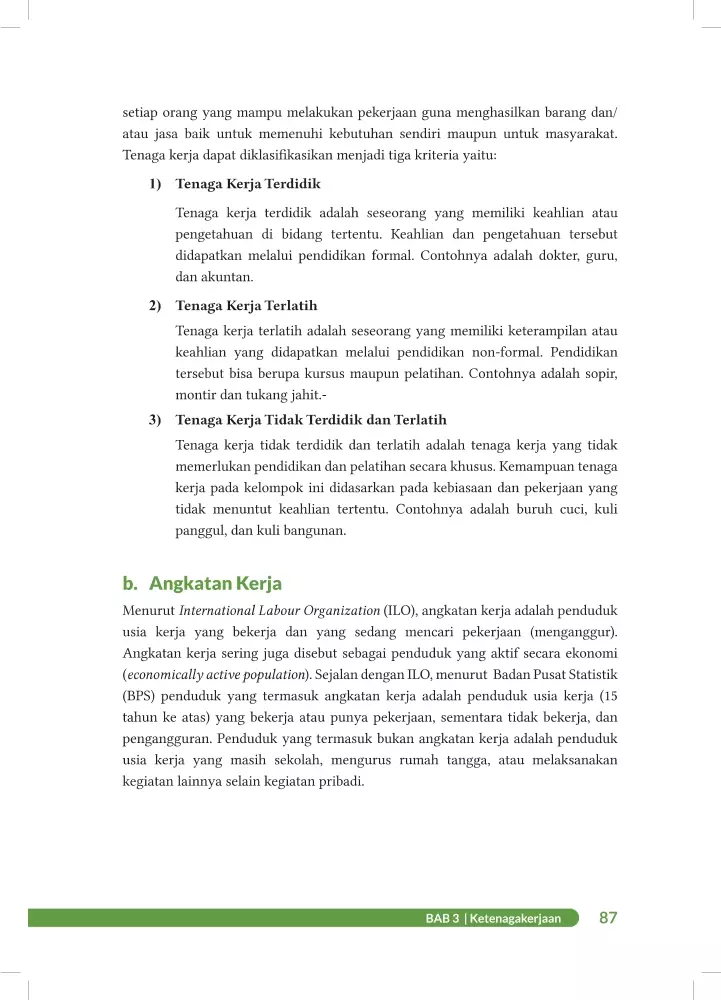 setiap orang yang mampu melakukan pekerjaan guna menghasilkan barang dan/
atau jasa baik untuk memenuhi kebutuhan sendiri maupun untuk masyarakat.
Tenaga kerja dapat diklasifikasikan menjadi tiga kriteria yaitu:
1) Tenaga Kerja Terdidik
Tenaga kerja terdidik adalah seseorang yang memiliki keahlian atau
pengetahuan di bidang tertentu. Keahlian dan pengetahuan tersebut
didapatkan melalui pendidikan formal. Contohnya adalah dokter, guru,
dan akuntan.
2) Tenaga Kerja Terlatih
Tenaga kerja terlatih adalah seseorang yang memiliki keterampilan atau
keahlian yang didapatkan melalui pendidikan non-formal. Pendidikan
tersebut bisa berupa kursus maupun pelatihan. Contohnya adalah sopir,
montir dan tukang jahit.-
3) Tenaga Kerja Tidak Terdidik dan Terlatih
Tenaga kerja tidak terdidik dan terlatih adalah tenaga kerja yang tidak
memerlukan pendidikan dan pelatihan secara khusus. Kemampuan tenaga
kerja pada kelompok ini didasarkan pada kebiasaan dan pekerjaan yang
tidak menuntut keahlian tertentu. Contohnya adalah buruh cuci, kuli
panggul, dan kuli bangunan.
b. Angkatan Kerja
Menurut International Labour Organization (ILO), angkatan kerja adalah penduduk
usia kerja yang bekerja dan yang sedang mencari pekerjaan (menganggur).
Angkatan kerja sering juga disebut sebagai penduduk yang aktif secara ekonomi
(economically active population). Sejalan dengan ILO, menurut Badan Pusat Statistik
(BPS) penduduk yang termasuk angkatan kerja adalah penduduk usia kerja (15
tahun ke atas) yang bekerja atau punya pekerjaan, sementara tidak bekerja, dan
pengangguran. Penduduk yang termasuk bukan angkatan kerja adalah penduduk
usia kerja yang masih sekolah, mengurus rumah tangga, atau melaksanakan
kegiatan lainnya selain kegiatan pribadi.
BAB 3 | Ketenagakerjaan 87